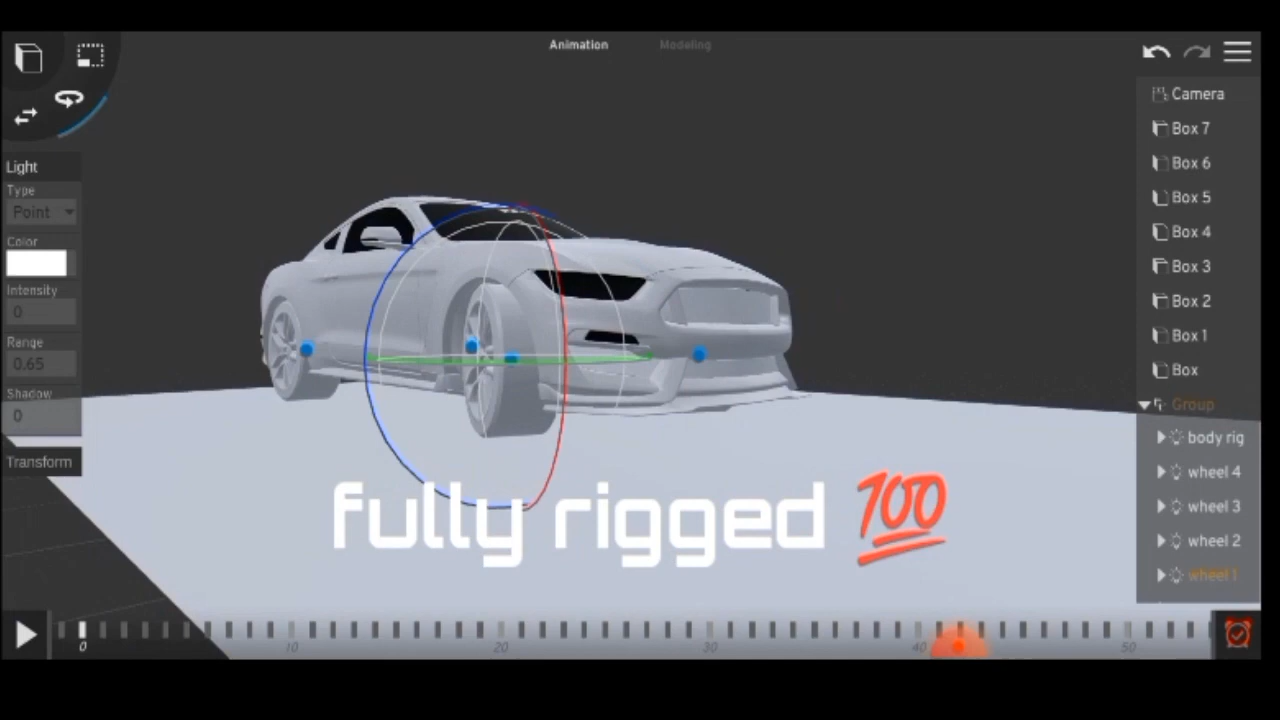 Animation
Modeling
Light
Type
Point
Color
Intensity
0
Range
0.65
Shadow
0
Transform
Camera
Box 7
Box 6
Box 5
Box 4
Box 3
Box 2
Box 1
Box
Group
body rig
wheel 4
wheel 3
wheel 2
wheel 1
fully rigged 💯
0
10
20
30
40
50